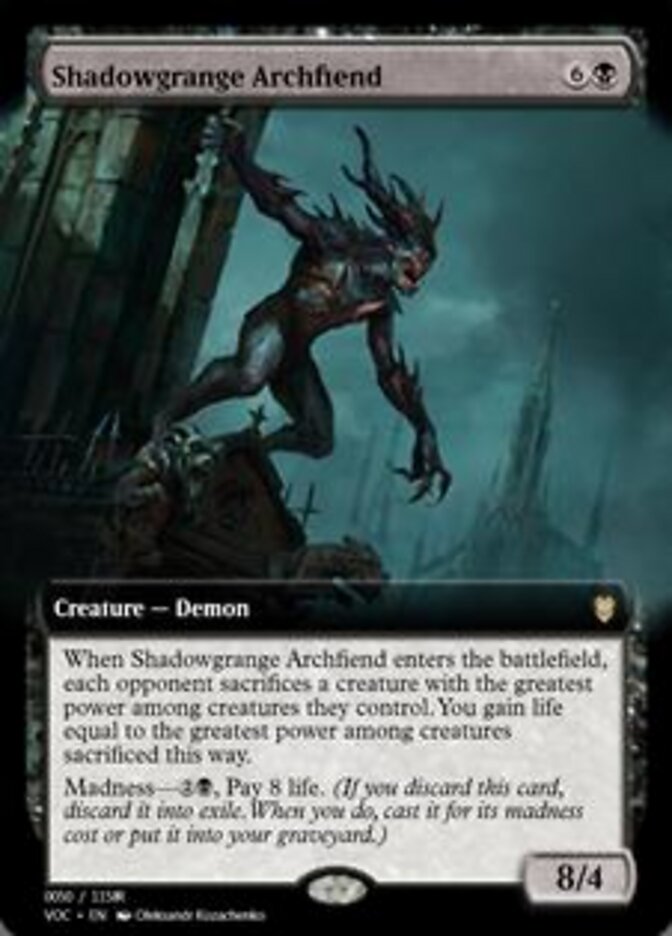 Shadowgrange Archfiend 6
Creature — Demon
When Shadowgrange Archfiend enters the battlefield,
each opponent sacrifices a creature with the greatest
power among creatures they control. You gain life
equal to the greatest power among creatures
sacrificed this way.
Madness—2, Pay 8 life. (If you discard this card,
discard it into exile. When you do, cast it for its madness
cost or put it into your graveyard.)
8/4
0050 / 115 R
VOC • EN Oleksandr Kozachenko